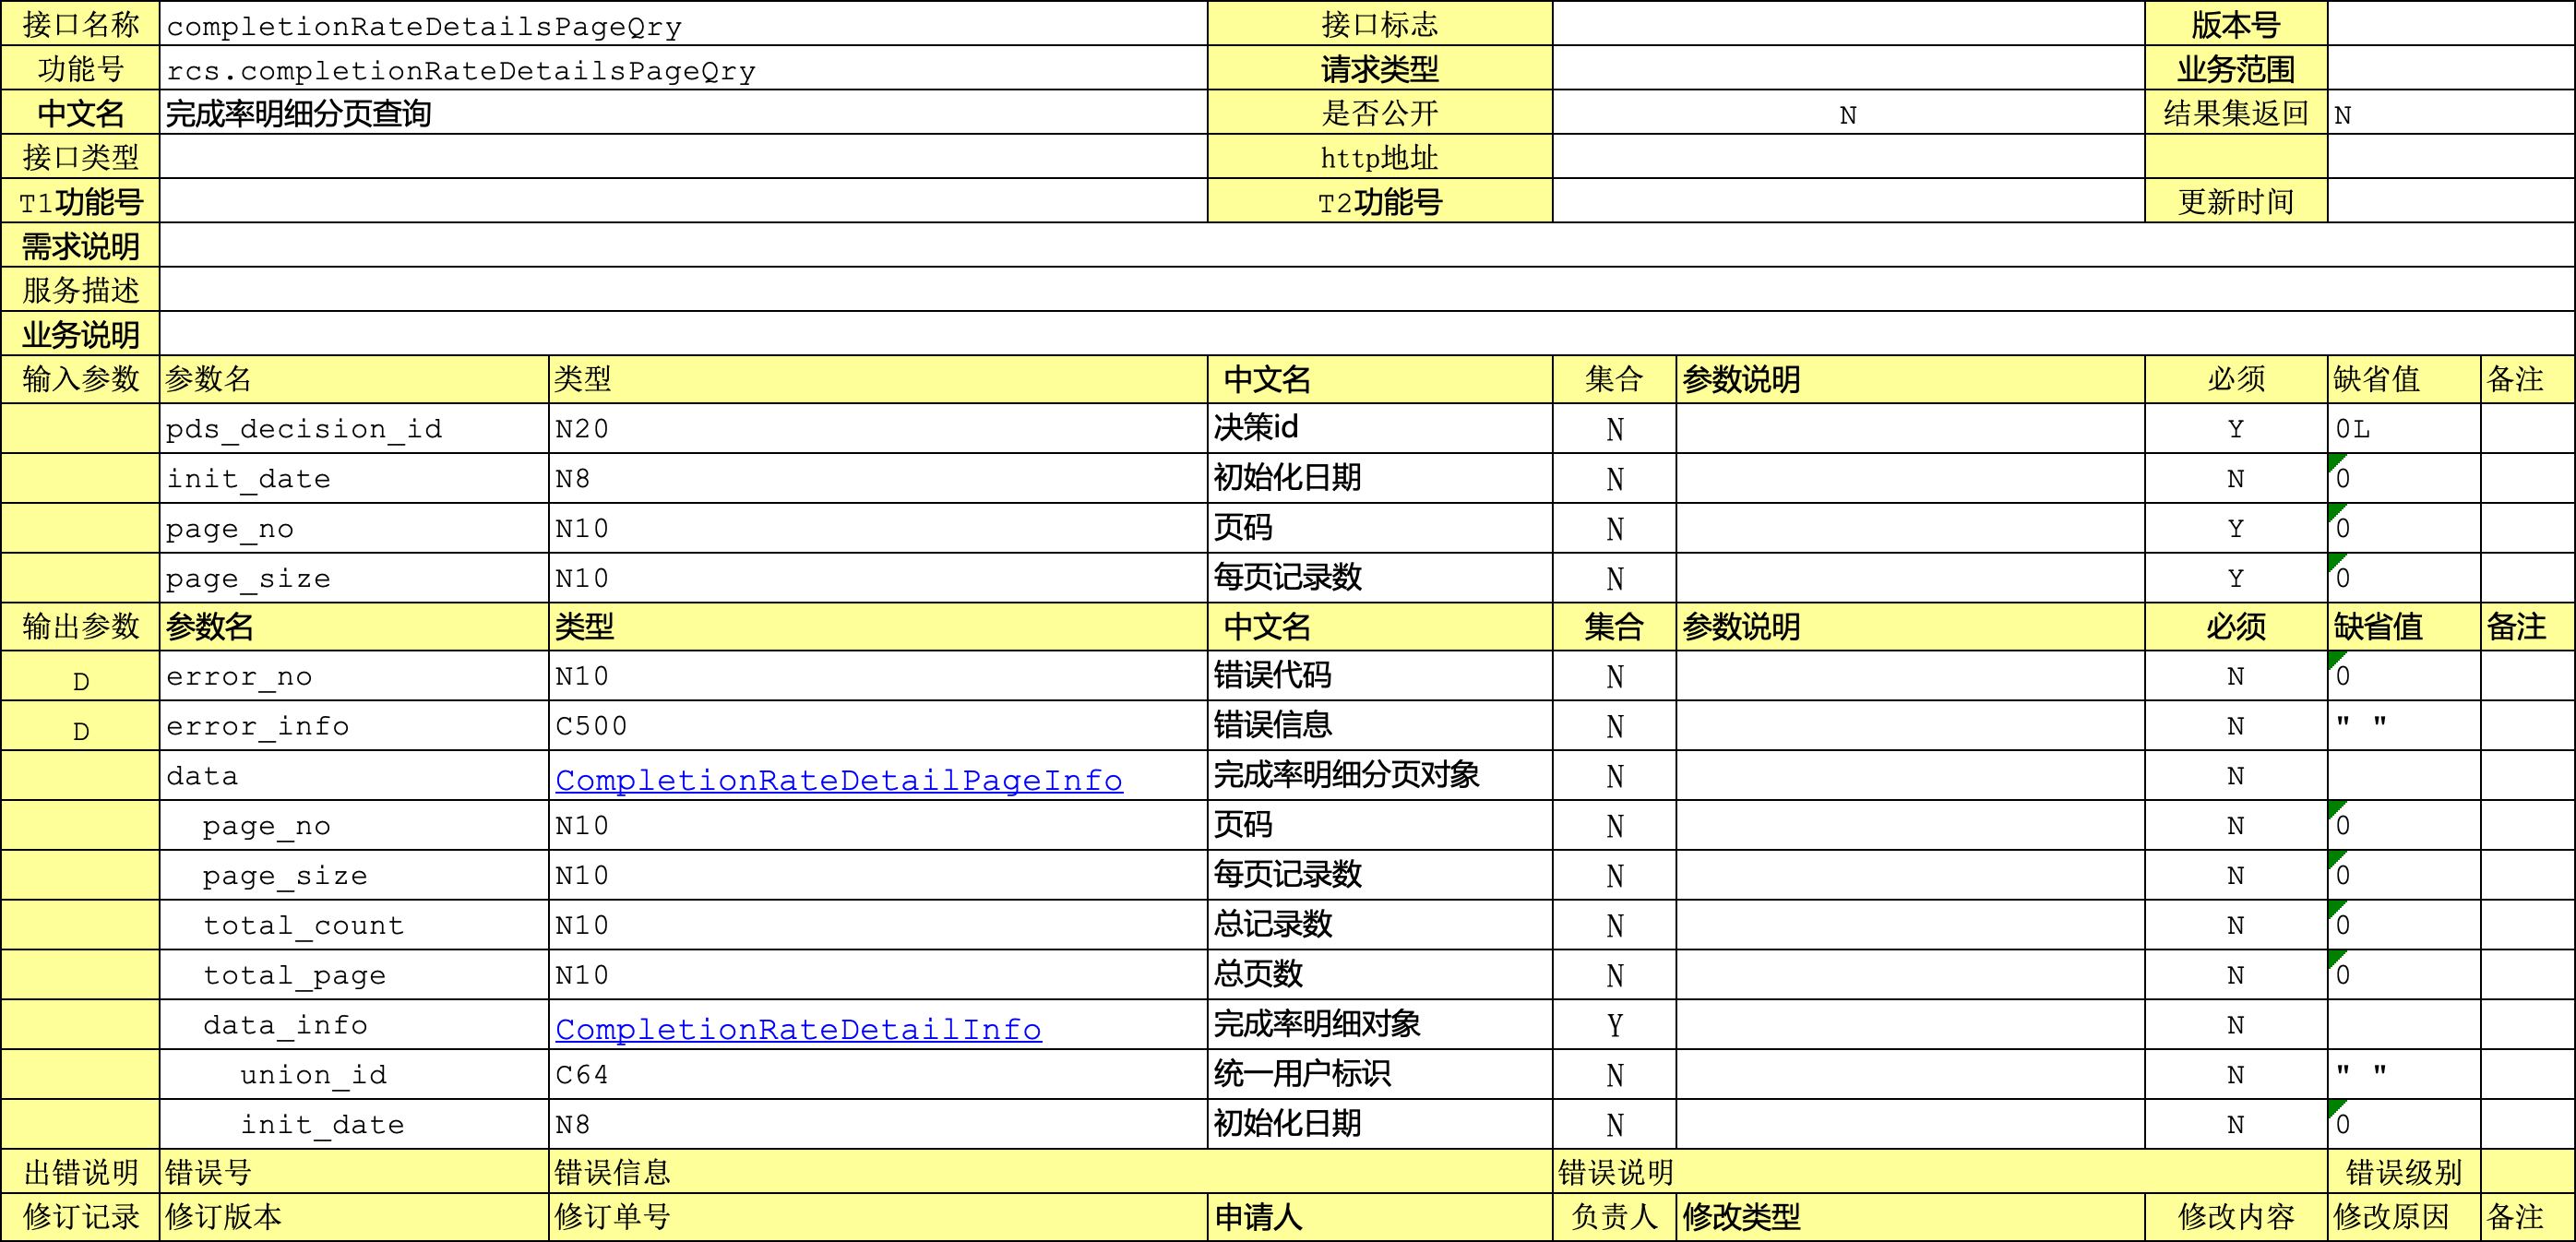 接口名称 completionRateDetailsPageQry 接口标志 版本号
功能号 rcs.completionRateDetailsPageQry 请求类型 业务范围
中文名 完成率明细分页查询 是否公开 N 结果集返回 N
接口类型 http地址
T1功能号 T2功能号 更新时间
需求说明
服务描述
业务说明
输入参数 参数名 类型 中文名 集合 参数说明 必须 缺省值 备注
pds_decision_id N20 决策id N Y 0L
init_date N8 初始化日期 N N 0
page_no N10 页码 N Y 0
page_size N10 每页记录数 N Y 0
输出参数 参数名 类型 中文名 集合 参数说明 必须 缺省值 备注
D error_no N10 错误代码 N N 0
D error_info C500 错误信息 N N " "
data CompletionRateDetailPageInfo 完成率明细分页对象 N N
page_no N10 页码 N N 0
page_size N10 每页记录数 N N 0
total_count N10 总记录数 N N 0
total_page N10 总页数 N N 0
data_info CompletionRateDetailInfo 完成率明细对象 Y N
union_id C64 统一用户标识 N N " "
init_date N8 初始化日期 N N 0
出错说明 错误号 错误信息 错误说明 错误级别
修订记录 修订版本 修订单号 申请人 负责人 修改类型 修改内容 修改原因 备注